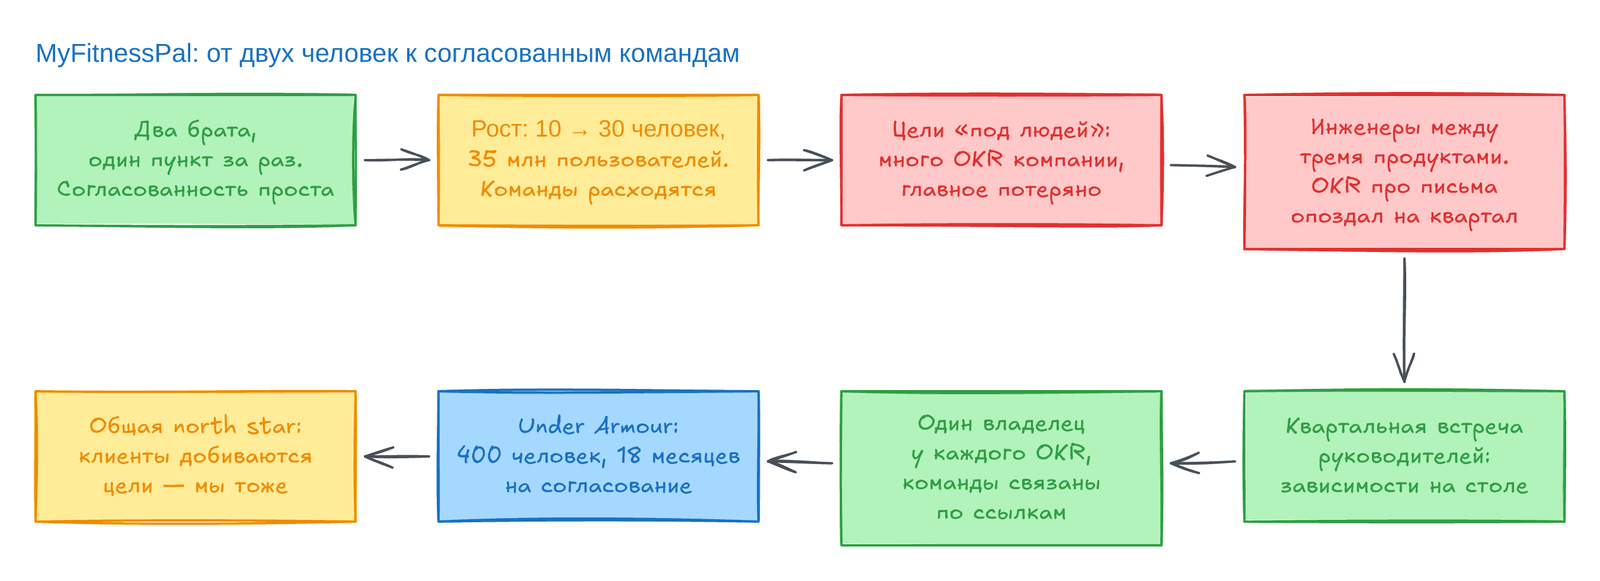 MyFitnessPal: от двух человек к согласованным командам
Два брата,
один пункт за раз.
Согласованность проста
Рост: 10 → 30 человек,
35 млн пользователей.
Команды расходятся
Цели «под людей»:
много OKR компании,
главное потеряно
Инженеры между
тремя продуктами.
OKR про письма
опоздал на квартал
Квартальная встреча
руководителей:
зависимости на столе
Один владелец
у каждого OKR,
команды связаны
по ссылкам
Under Armour:
400 человек, 18 месяцев
на согласование
Общая north star:
клиенты добиваются
цели — мы тоже